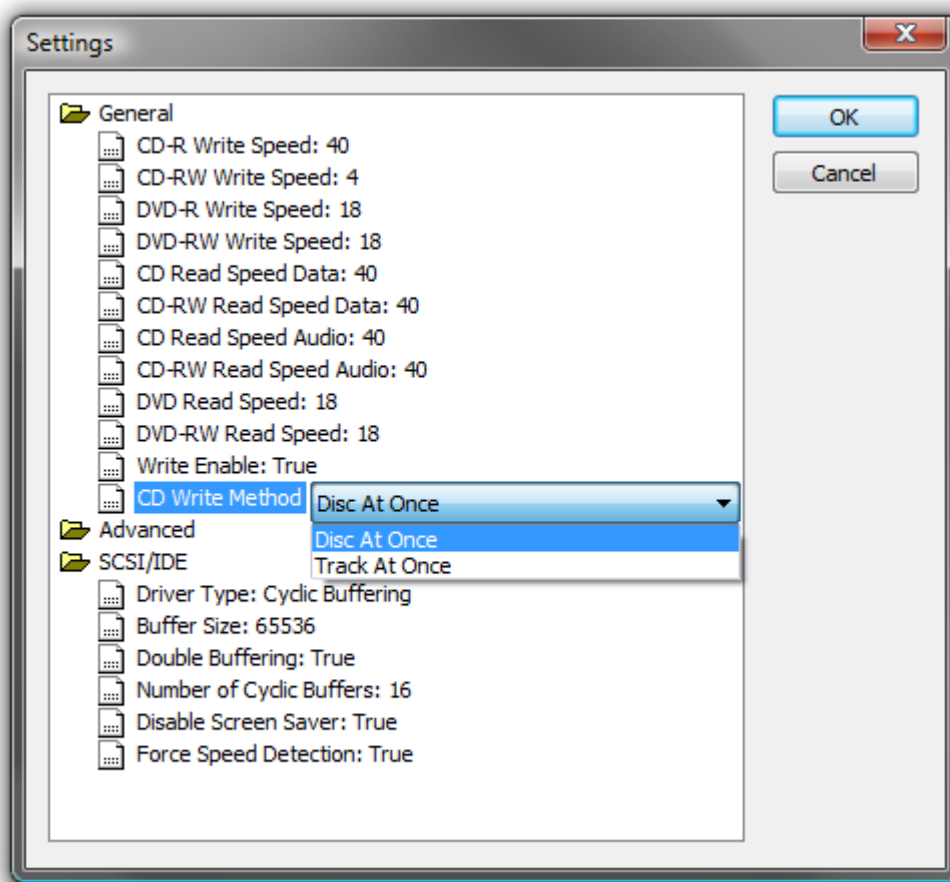 Settings
OK
Cancel
General
CD-R Write Speed: 40
CD-RW Write Speed: 4
DVD-R Write Speed: 18
DVD-RW Write Speed: 18
CD Read Speed Data: 40
CD-RW Read Speed Data: 40
CD Read Speed Audio: 40
CD-RW Read Speed Audio: 40
DVD Read Speed: 18
DVD-RW Read Speed: 18
Write Enable: True
CD Write Method Disc At Once
Disc At Once
Track At Once
Advanced
SCSI/IDE
Driver Type: Cyclic Buffering
Buffer Size: 65536
Double Buffering: True
Number of Cyclic Buffers: 16
Disable Screen Saver: True
Force Speed Detection: True